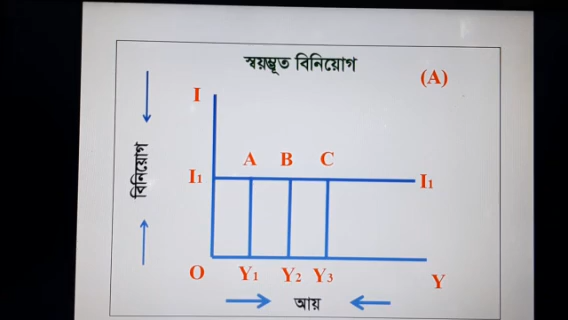 স্বয়ম্ভূত বিনিয়োগ
(A)
I
বিনিয়োগ
A B C
I1 I1
O Y1 Y2 Y3 Y
আয়